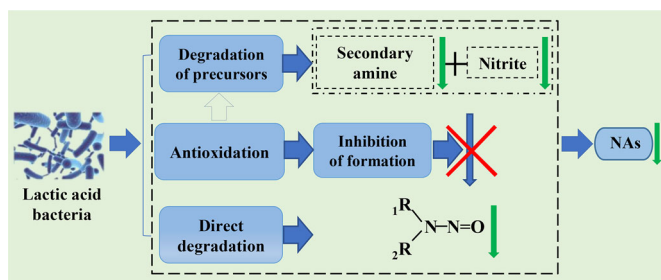 Degradation
of precursors
Secondary
amine
+
Nitrite
Lactic acid
bacteria
Antioxidation
Inhibition
of formation
NAs
Direct
degradation
1R
N-N=O
2R